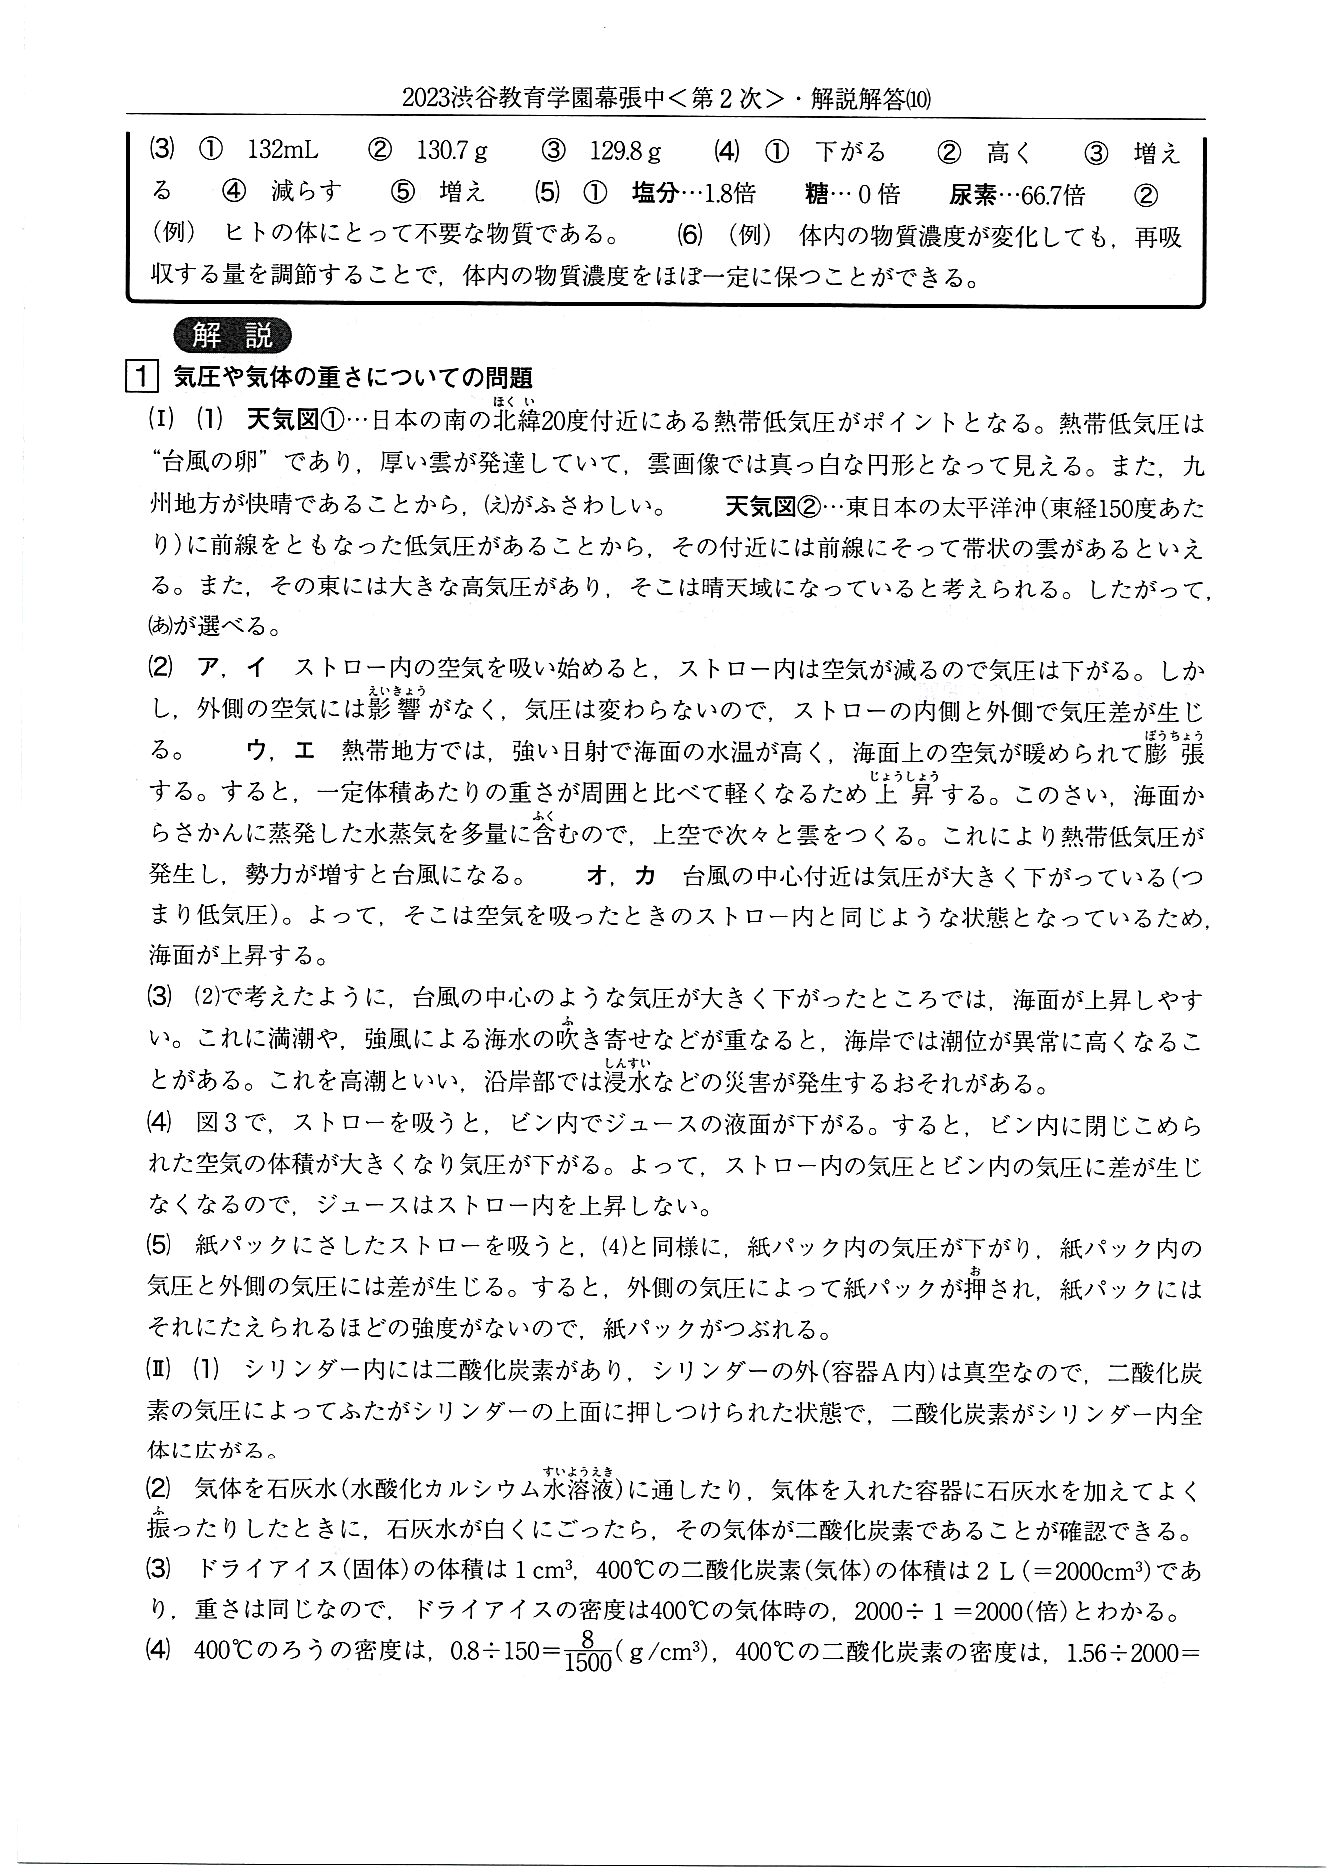 2023渋谷教育学園幕張中＜第２次＞・解説解答⑽
⑶　①　132mL　　②　130.7ｇ　　③　129.8ｇ　　⑷　①　下がる　　②　高く　　③　増え
る　　④　減らす　　⑤　増え　　⑸　①　塩分…1.8倍　　糖…０倍　　尿素…66.7倍　　②
（例）　ヒトの体にとって不要な物質である。　　⑹　（例）　体内の物質濃度が変化しても，再吸
収する量を調節することで，体内の物質濃度をほぼ一定に保つことができる。
解　説
1　気圧や気体の重さについての問題
ほく い
(Ⅰ)　⑴　天気図①…日本の南の北緯20度付近にある熱帯低気圧がポイントとなる。熱帯低気圧は
“台風の卵”であり，厚い雲が発達していて，雲画像では真っ白な円形となって見える。また，九
州地方が快晴であることから，(え)がふさわしい。　　天気図②…東日本の太平洋沖(東経150度あた
り)に前線をともなった低気圧があることから，その付近には前線にそって帯状の雲があるといえ
る。また，その東には大きな高気圧があり，そこは晴天域になっていると考えられる。したがって，
(あ)が選べる。
⑵　ア，イ　ストロー内の空気を吸い始めると，ストロー内は空気が減るので気圧は下がる。しか
えいきょう
し，外側の空気には影響がなく，気圧は変わらないので，ストローの内側と外側で気圧差が生じ
ぼうちょう
る。　　ウ，エ　熱帯地方では，強い日射で海面の水温が高く，海面上の空気が暖められて膨張
じょうしょう
する。すると，一定体積あたりの重さが周囲と比べて軽くなるため上昇する。このさい，海面か
ふく
らさかんに蒸発した水蒸気を多量に含むので，上空で次々と雲をつくる。これにより熱帯低気圧が
発生し，勢力が増すと台風になる。　　オ，カ　台風の中心付近は気圧が大きく下がっている(つ
まり低気圧)。よって，そこは空気を吸ったときのストロー内と同じような状態となっているため，
海面が上昇する。
⑶　⑵で考えたように，台風の中心のような気圧が大きく下がったところでは，海面が上昇しやす
ふ
い。これに満潮や，強風による海水の吹き寄せなどが重なると，海岸では潮位が異常に高くなるこ
しんすい
とがある。これを高潮といい，沿岸部では浸水などの災害が発生するおそれがある。
⑷　図３で，ストローを吸うと，ビン内でジュースの液面が下がる。すると，ビン内に閉じこめら
れた空気の体積が大きくなり気圧が下がる。よって，ストロー内の気圧とビン内の気圧に差が生じ
なくなるので，ジュースはストロー内を上昇しない。
⑸　紙パックにさしたストローを吸うと，⑷と同様に，紙パック内の気圧が下がり，紙パック内の
お
気圧と外側の気圧には差が生じる。すると，外側の気圧によって紙パックが押され，紙パックには
それにたえられるほどの強度がないので，紙パックがつぶれる。
(Ⅱ)　⑴　シリンダー内には二酸化炭素があり，シリンダーの外(容器Ａ内)は真空なので，二酸化炭
素の気圧によってふたがシリンダーの上面に押しつけられた状態で，二酸化炭素がシリンダー内全
体に広がる。
すいようえき
⑵　気体を石灰水(水酸化カルシウム水溶液)に通したり，気体を入れた容器に石灰水を加えてよく
ふ
振ったりしたときに，石灰水が白くにごったら，その気体が二酸化炭素であることが確認できる。
⑶　ドライアイス(固体)の体積は１cm³，400℃の二酸化炭素(気体)の体積は２Ｌ(＝2000cm³)であ
り，重さは同じなので，ドライアイスの密度は400℃の気体時の，2000÷１＝2000(倍)とわかる。
⑷　400℃のろうの密度は，0.8÷150＝8/1500(ｇ/cm³)，400℃の二酸化炭素の密度は，1.56÷2000＝